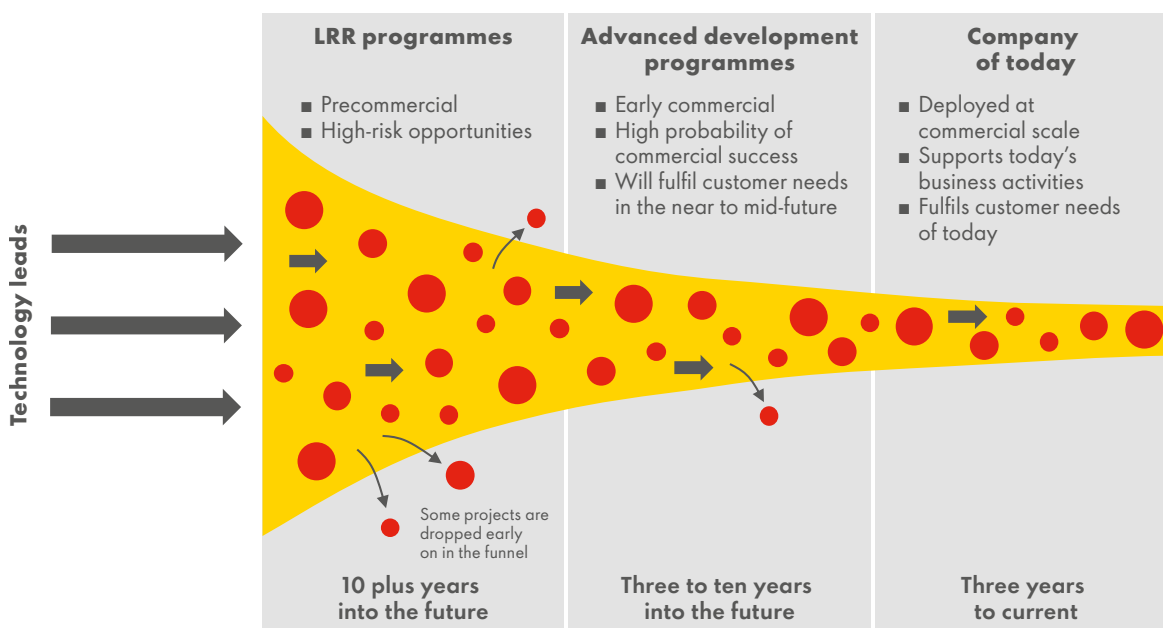 Technology leads
LRR programmes
■ Precommercial
■ High-risk opportunities
Some projects are
dropped early
on in the funnel
10 plus years
into the future
Advanced development
programmes
■ Early commercial
■ High probability of
commercial success
■ Will fulfil customer needs
in the near to mid-future
Three to ten years
into the future
Company
of today
■ Deployed at
commercial scale
■ Supports today's
business activities
■ Fulfils customer needs
of today
Three years
to current